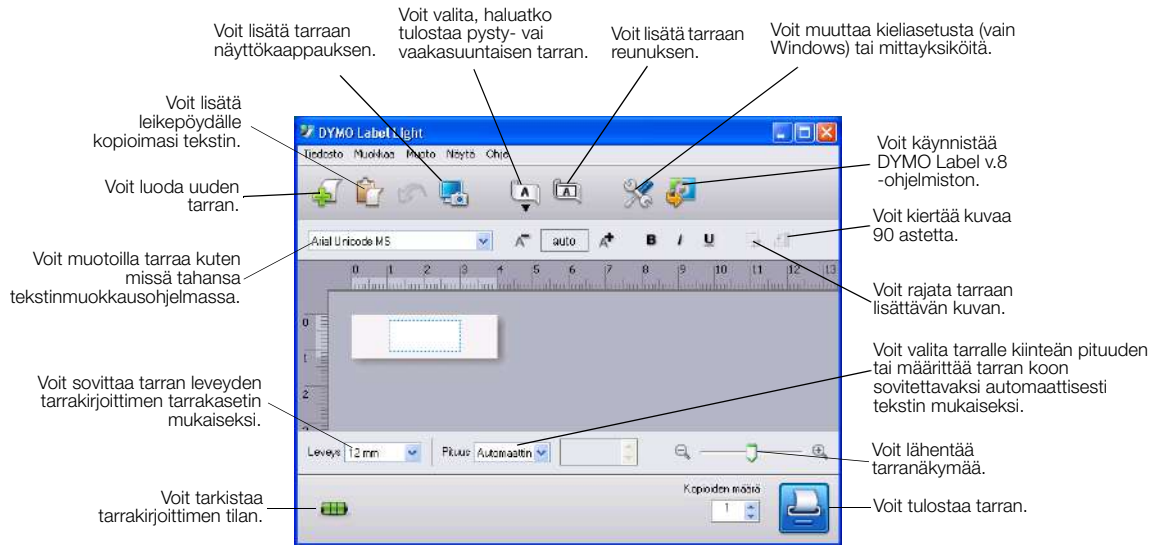 Voit lisätä tarraan
näyttökaappauksen.
Voit valita, haluatko
tulostaa pysty- vai
vaakasuuntaisen tarran.
Voit lisätä tarraan
reunuksen.
Voit muuttaa kieliasetusta (vain
Windows) tai mittayksiköitä.
Voit lisätä
leikepöydälle
kopioimasi tekstin.
Voit luoda uuden
tarran.
Voit muotoilla tarraa kuten
missä tahansa
tekstinmuokkausohjelmassa.
Voit sovittaa tarran leveyden
tarrakirjoittimen tarrakasetin
mukaiseksi.
Voit tarkistaa
tarrakirjoittimen tilan.
DYMO Label Light
Tiedosto Muokkaa Muoto Näytä Ohje
A A
Arial Unicode MS A auto A B I U
0 1 2 3 4 5 6 7 8 9 10 11 12 13
0
1
2
Leveys 12 mm Pituus Automaattin
Kopioiden määrä
1
Voit käynnistää
DYMO Label v.8
-ohjelmiston.
Voit kiertää kuvaa
90 astetta.
Voit rajata tarraan
lisättävän kuvan.
Voit valita tarralle kiinteän pituuden
tai määrittää tarran koon
sovitettavaksi automaattisesti
tekstin mukaiseksi.
Voit lähentää
tarranäkymää.
Voit tulostaa tarran.